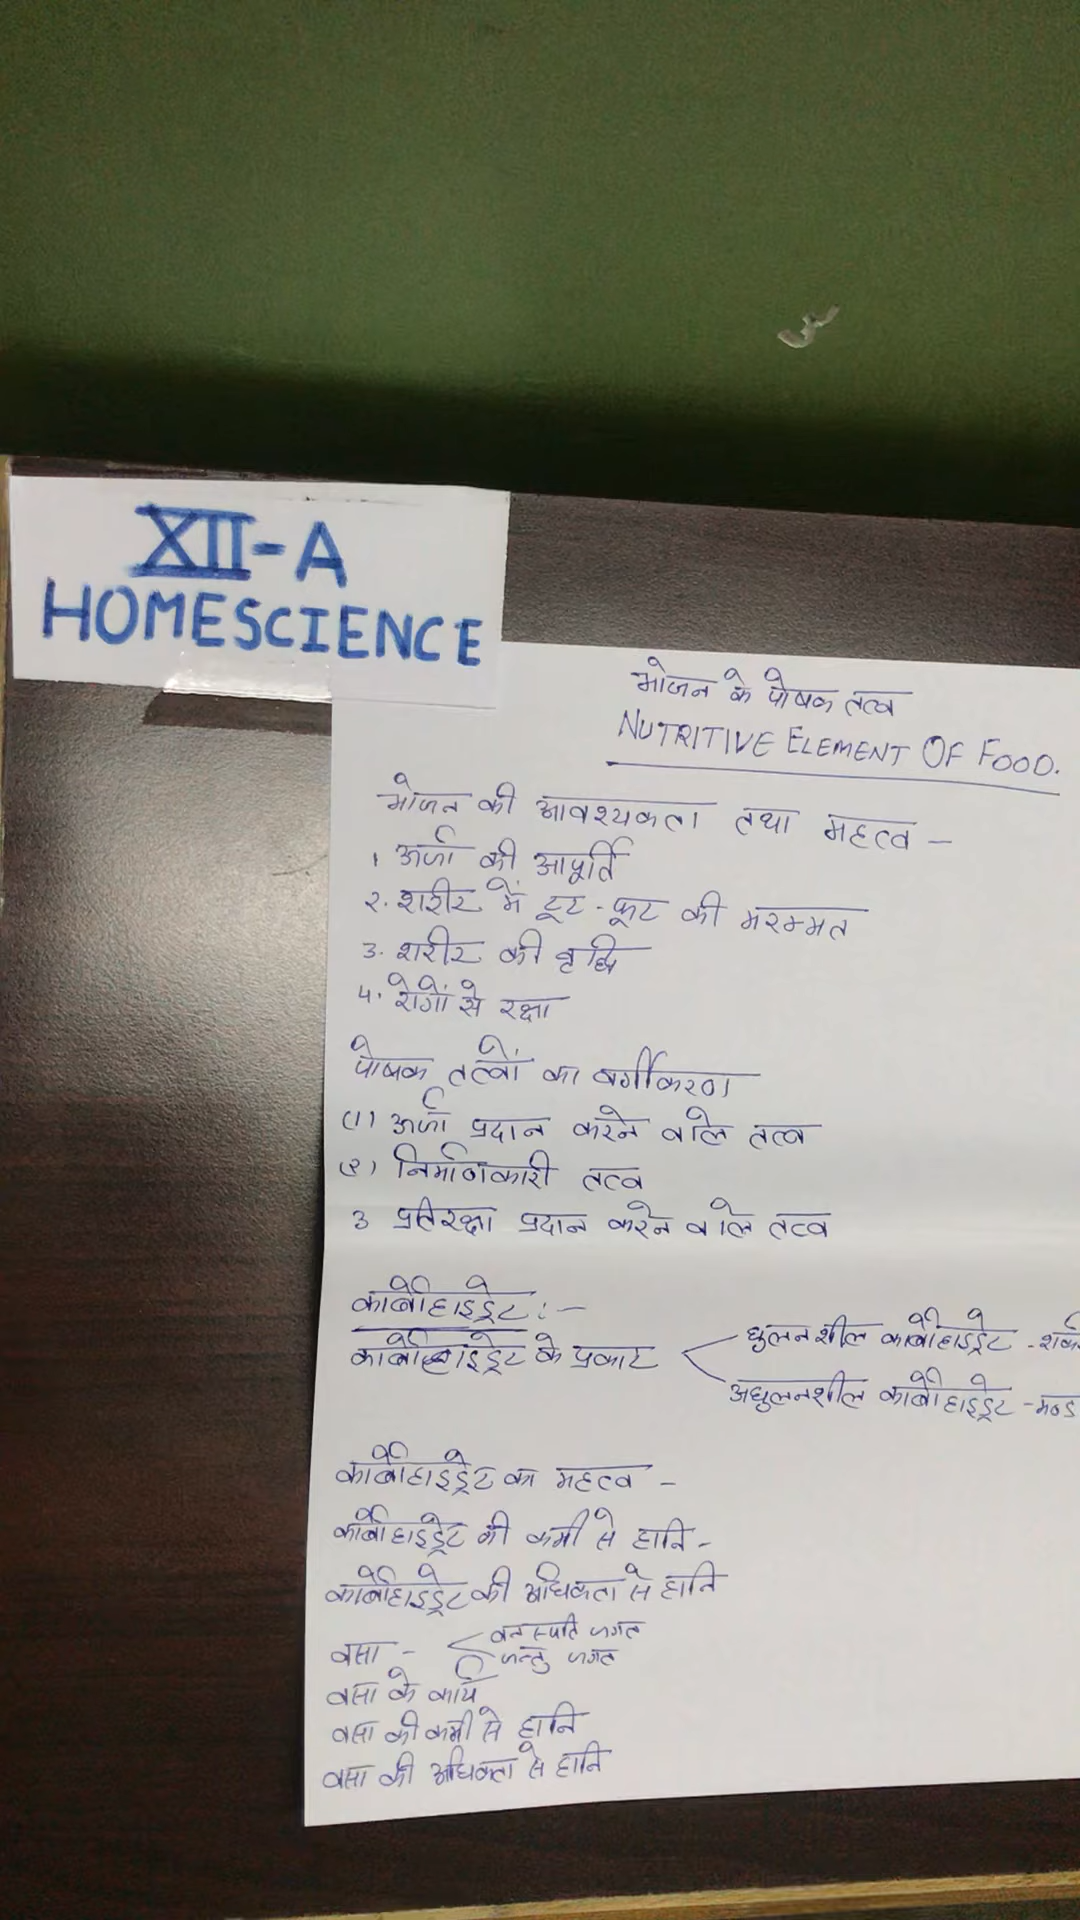 XII-A
HOMESCIENCE
भोजन के पोषक तत्व
NUTRITIVE ELEMENT OF FOOD.
भोजन की आवश्यकता तथा महत्व –
1 ऊर्जा की आपूर्ति
२. शरीर में टूट-फूट की मरम्मत
3. शरीर की वृद्धि
4. रोगों से रक्षा
पोषक तत्वों का वर्गीकरण
(1) ऊर्जा प्रदान करने वाले तत्व
(२) निर्माणकारी तत्व
3 प्रतिरक्षा प्रदान करने वाले तत्व
कार्बोहाइड्रेट :–
कार्बोहाइड्रेट के प्रकार
घुलनशील कार्बोहाइड्रेट -
अघुलनशील कार्बोहाइड्रेट -
कार्बोहाइड्रेट का महत्व –
कार्बोहाइड्रेट की कमी से हानि -
कार्बोहाइड्रेट की अधिकता से हानि
वसा - वनस्पति जगत
जन्तु जगत
वसा के कार्य
वसा की कमी से हानि
वसा की अधिकता से हानि